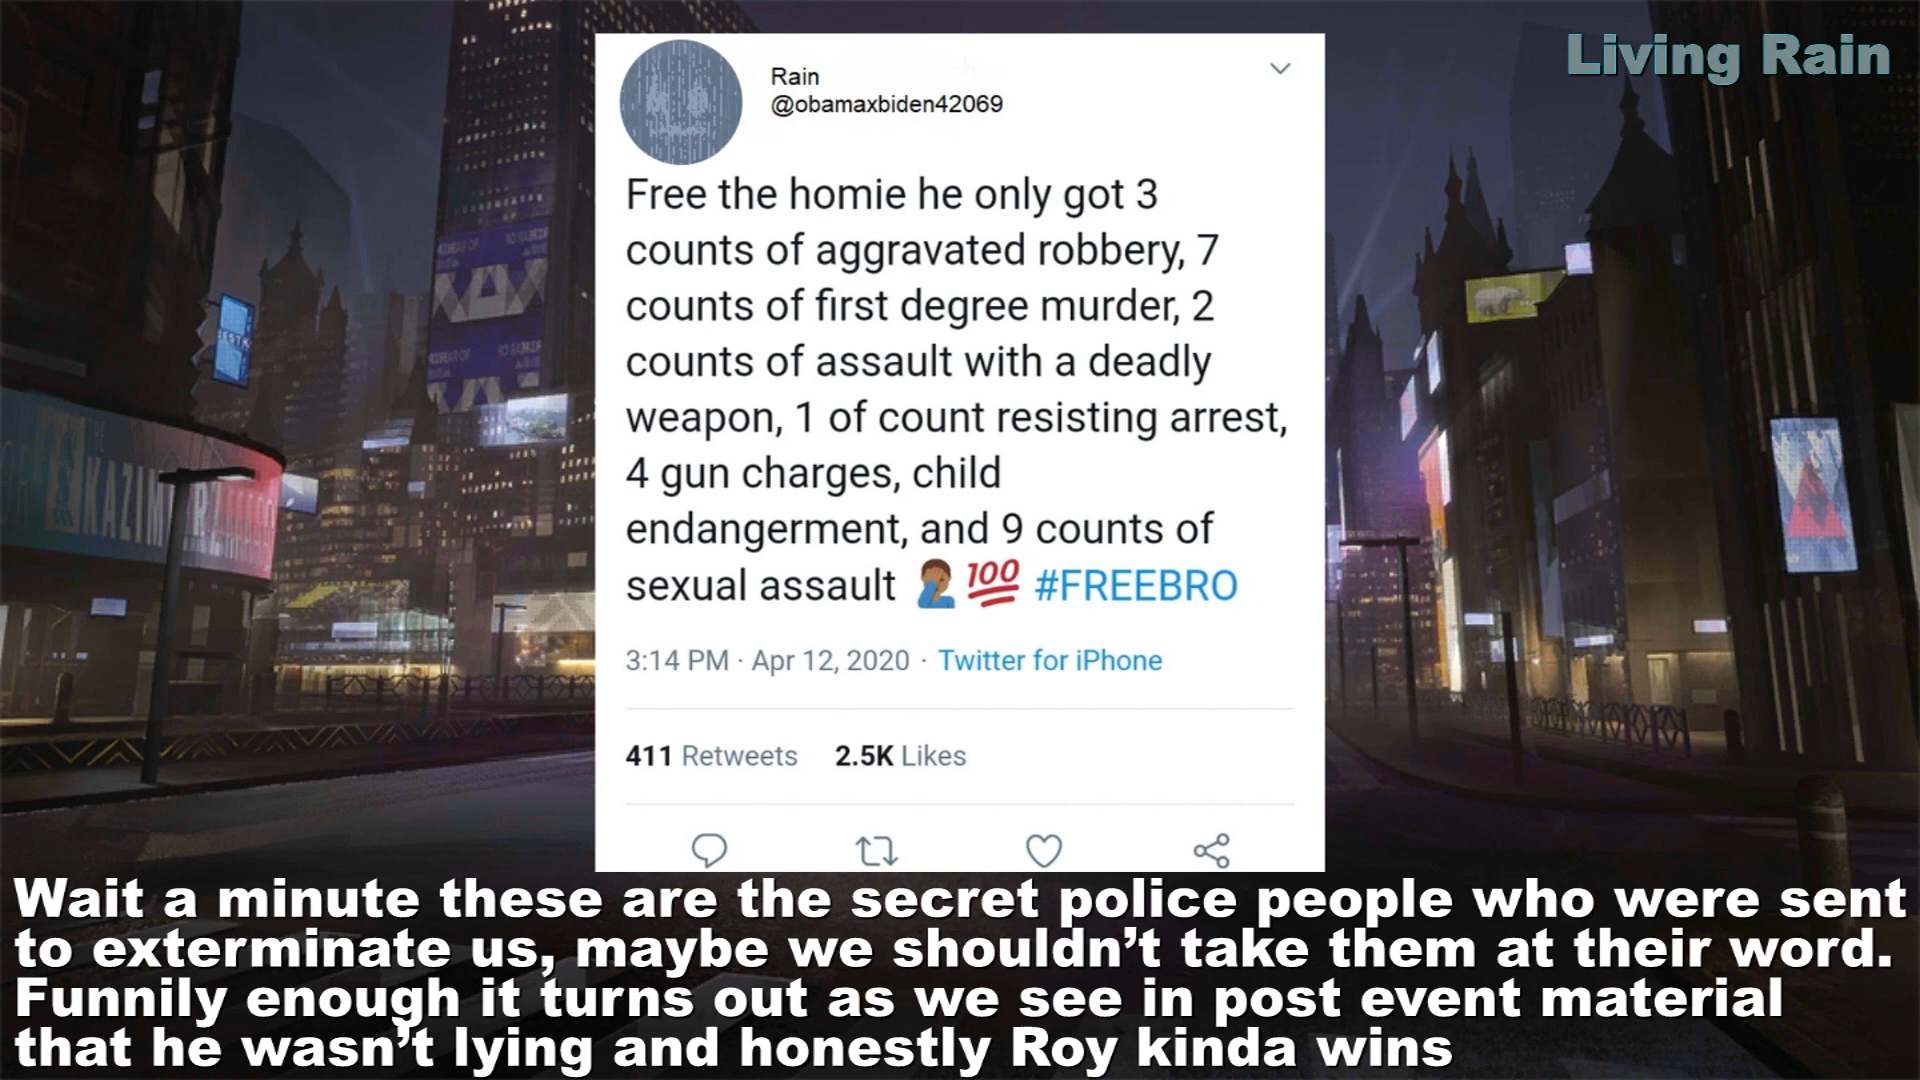 Living Rain
Rain
@obamaxbiden42069
Free the homie he only got 3
counts of aggravated robbery, 7
counts of first degree murder, 2
counts of assault with a deadly
weapon, 1 of count resisting arrest,
4 gun charges, child
endangerment, and 9 counts of
sexual assault 🤦🏾‍♂️💯 #FREEBRO
3:14 PM · Apr 12, 2020 · Twitter for iPhone
411 Retweets 2.5K Likes
THE
KAZIMIER
Wait a minute these are the secret police people who were sent
to exterminate us, maybe we shouldn’t take them at their word.
Funnily enough it turns out as we see in post event material
that he wasn’t lying and honestly Roy kinda wins